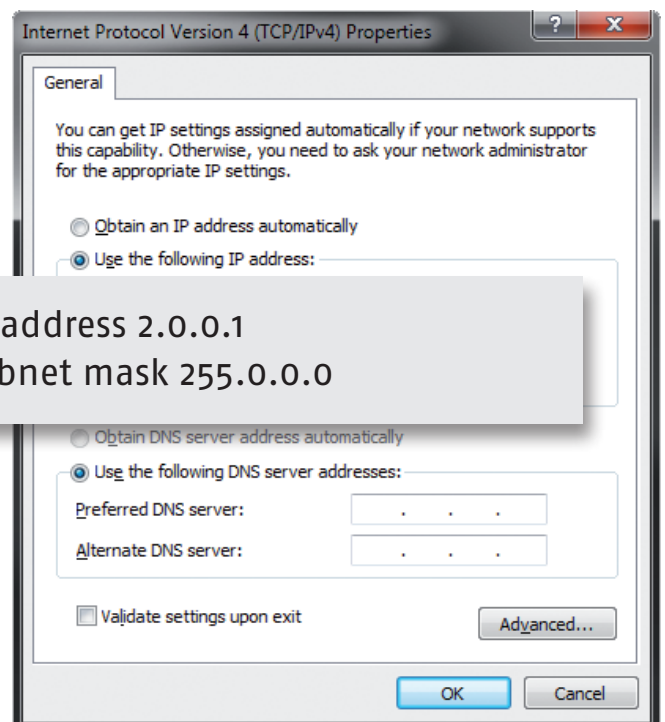 Internet Protocol Version 4 (TCP/IPv4) Properties
?
X
General
You can get IP settings assigned automatically if your network supports
this capability. Otherwise, you need to ask your network administrator
for the appropriate IP settings.
Obtain an IP address automatically
Use the following IP address:
address 2.0.0.1
bnet mask 255.0.0.0
Obtain DNS server address automatically
Use the following DNS server addresses:
Preferred DNS server: . . .
Alternate DNS server: . . .
Validate settings upon exit
Advanced...
OK
Cancel